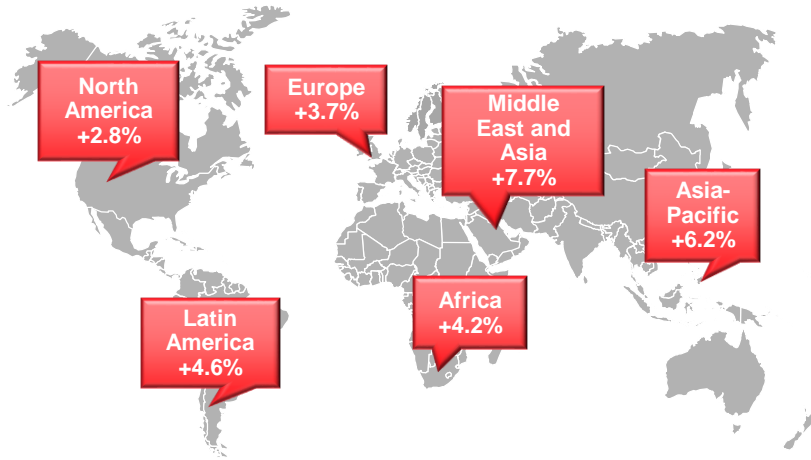 North
America
+2.8%
Europe
+3.7%
Middle
East and
Asia
+7.7%
Asia-
Pacific
+6.2%
Latin
America
+4.6%
Africa
+4.2%